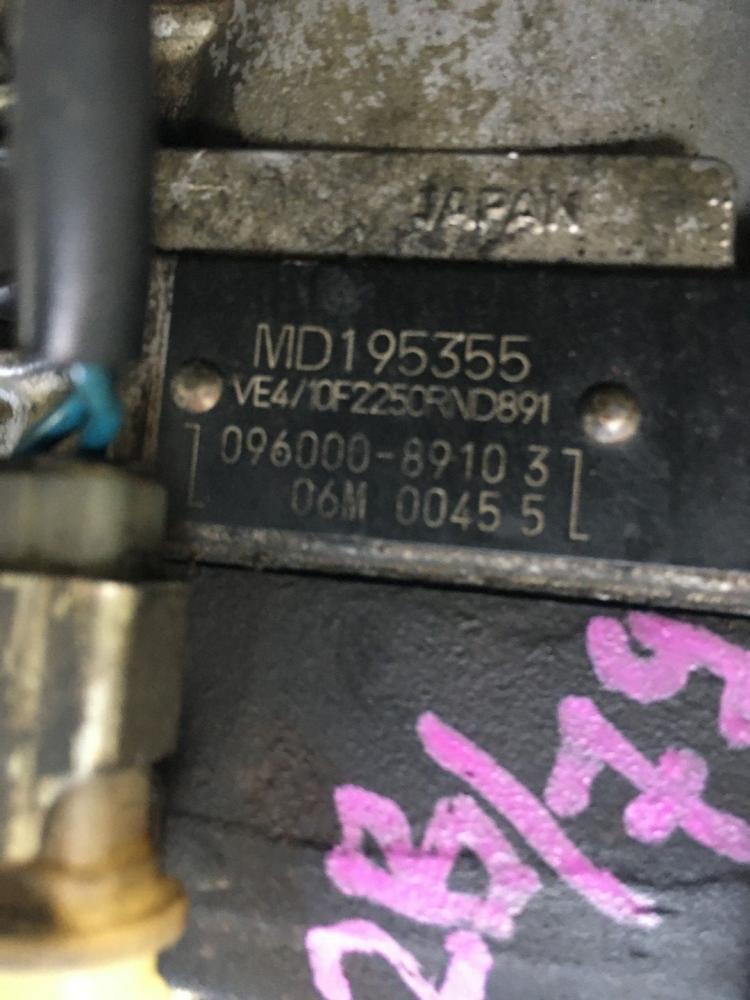 JAPAN
MD195355
VE4/10F2250RND891
096000-8910 3
06M 0045 5